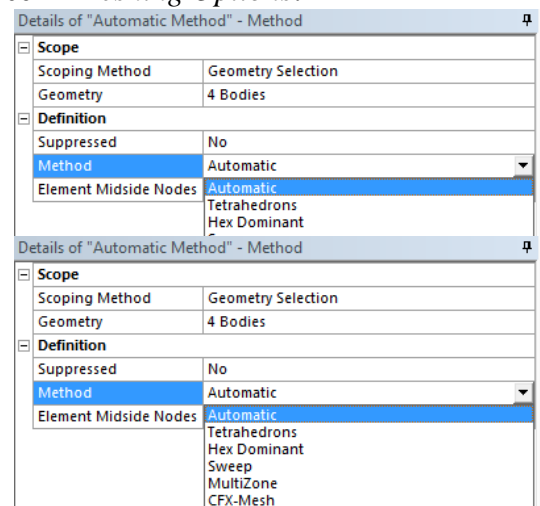 Details of "Automatic Method" - Method
Scope
Scoping Method Geometry Selection
Geometry 4 Bodies
Definition
Suppressed No
Method Automatic
Element Midside Nodes Automatic
Tetrahedrons
Hex Dominant
Details of "Automatic Method" - Method
Scope
Scoping Method Geometry Selection
Geometry 4 Bodies
Definition
Suppressed No
Method Automatic
Element Midside Nodes Automatic
Tetrahedrons
Hex Dominant
Sweep
MultiZone
CFX-Mesh